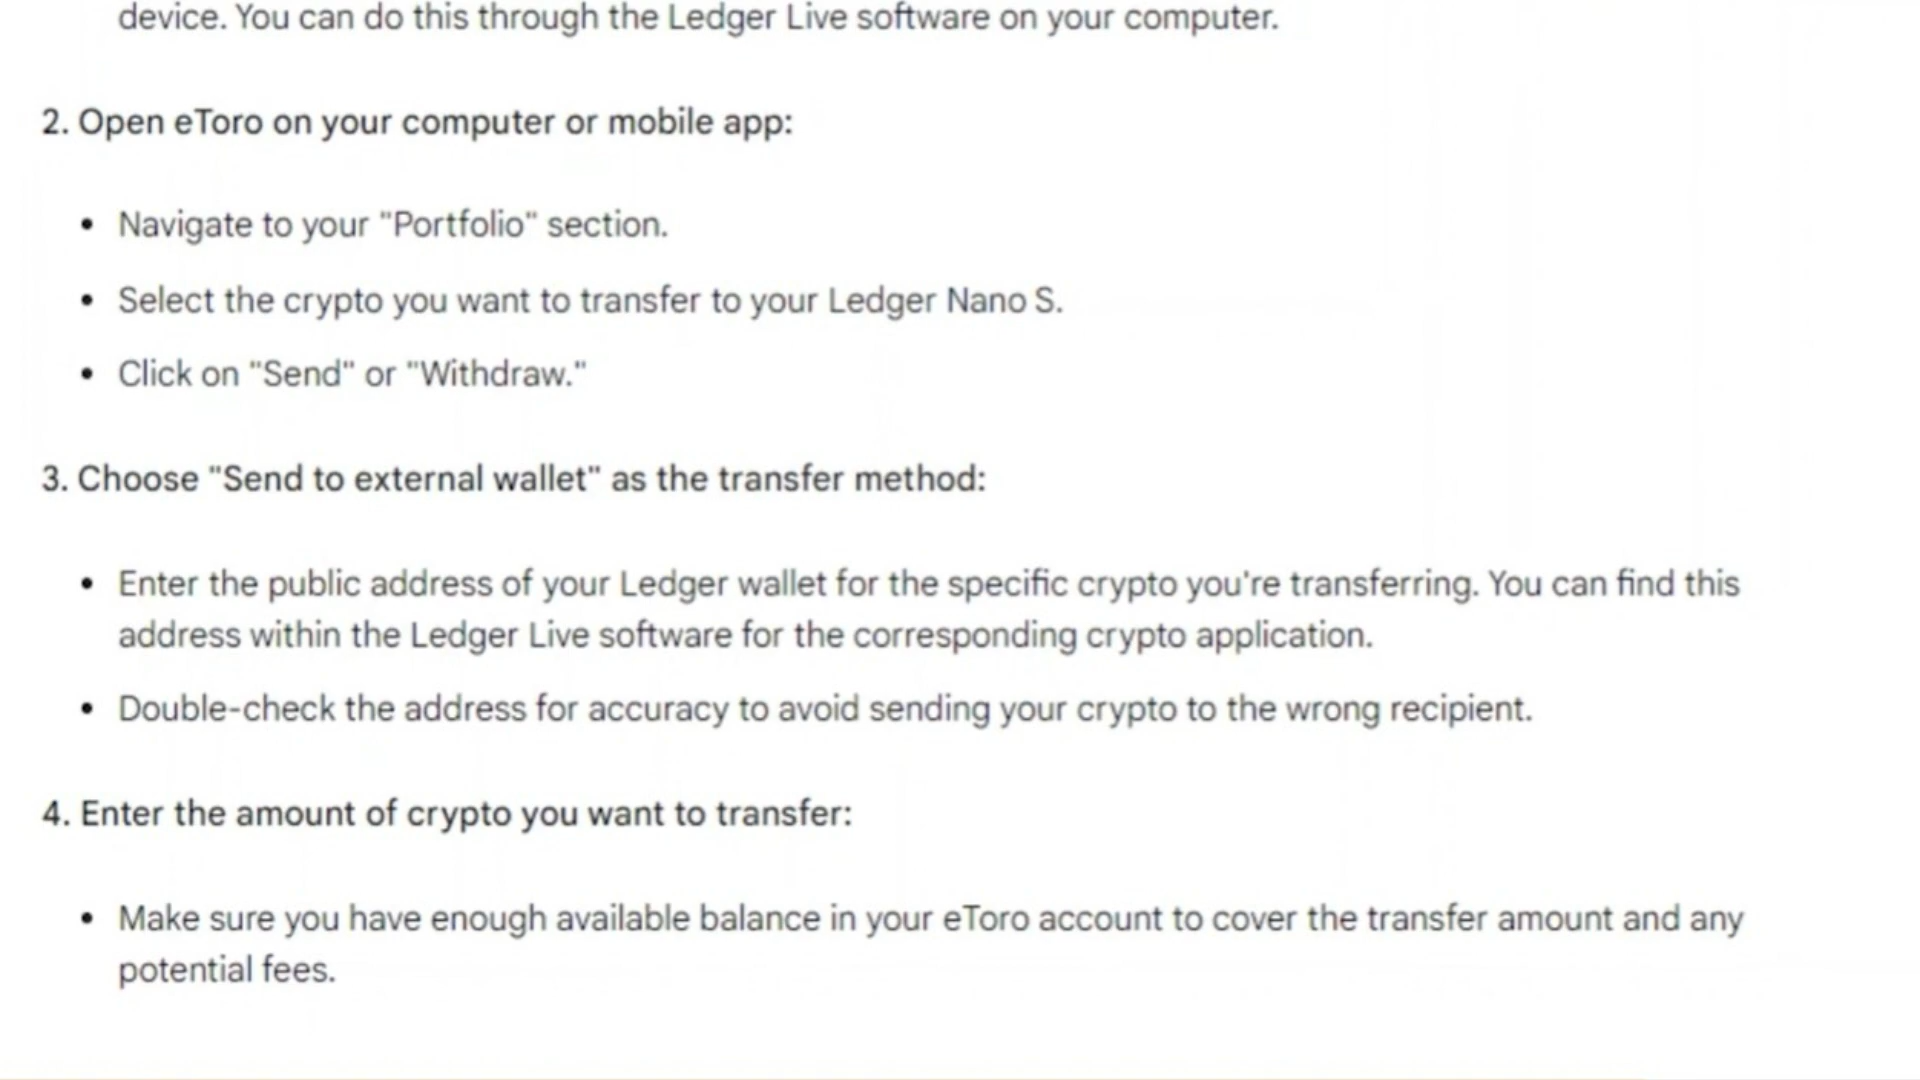 device. You can do this through the Ledger Live software on your computer.
2. Open eToro on your computer or mobile app:
• Navigate to your "Portfolio" section.
• Select the crypto you want to transfer to your Ledger Nano S.
• Click on "Send" or "Withdraw."
3. Choose "Send to external wallet" as the transfer method:
• Enter the public address of your Ledger wallet for the specific crypto you're transferring. You can find this
address within the Ledger Live software for the corresponding crypto application.
• Double-check the address for accuracy to avoid sending your crypto to the wrong recipient.
4. Enter the amount of crypto you want to transfer:
• Make sure you have enough available balance in your eToro account to cover the transfer amount and any
potential fees.